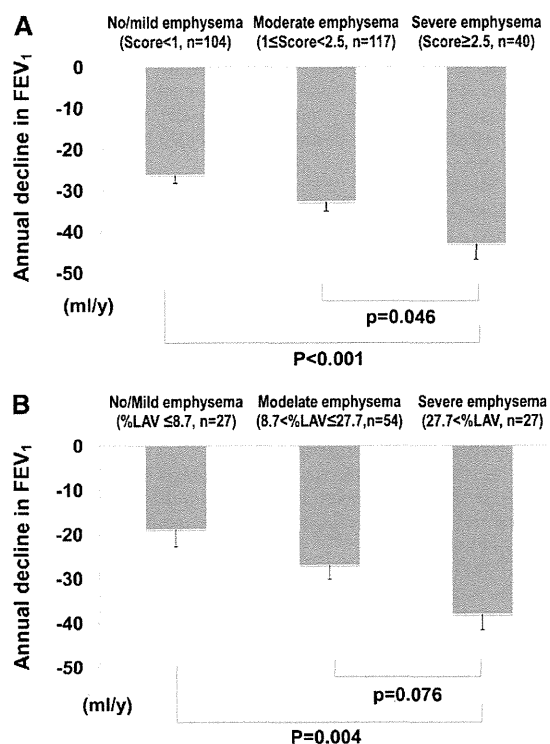 A
No/mild emphysema Moderate emphysema Severe emphysema
(Score<1, n=104) (1≤Score<2.5, n=117) (Score≥2.5, n=40)
Annual decline in FEV1
0
-10
-20
-30
-40
-50
(ml/y)
p=0.046
P<0.001
B
No/Mild emphysema Modelate emphysema Severe emphysema
(%LAV ≤8.7, n=27) (8.7<%LAV≤27.7,n=54) (27.7<%LAV, n=27)
Annual decline in FEV1
0
-10
-20
-30
-40
-50
(ml/y)
p=0.076
P=0.004